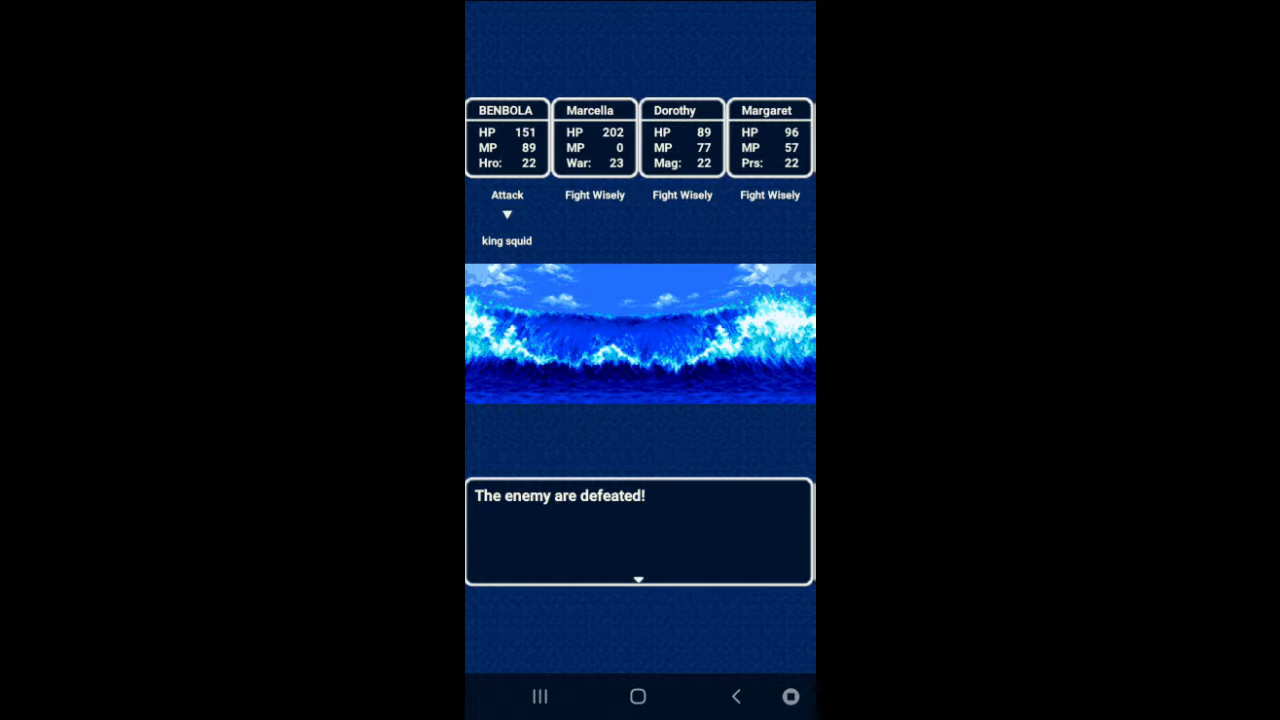 BENBOLA
HP 151
MP 89
Hro: 22
Marcella
HP 202
MP 0
War: 23
Dorothy
HP 89
MP 77
Mag: 22
Margaret
HP 96
MP 57
Prs: 22
Attack
Fight Wisely
Fight Wisely
Fight Wisely
king squid
The enemy are defeated!